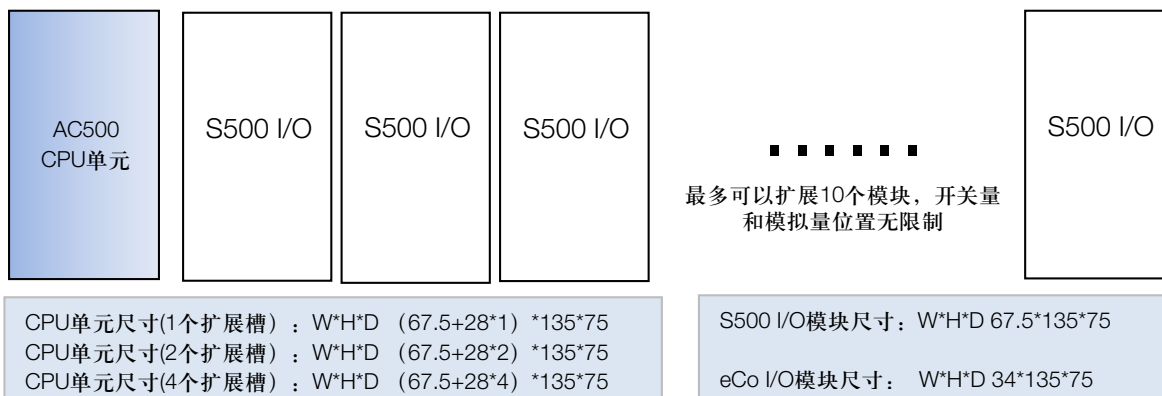 AC500
CPU单元
S500 I/O
S500 I/O
S500 I/O
S500 I/O
最多可以扩展10个模块，开关量
和模拟量位置无限制
CPU单元尺寸(1个扩展槽）：W*H*D （67.5+28*1）*135*75
CPU单元尺寸(2个扩展槽）：W*H*D （67.5+28*2）*135*75
CPU单元尺寸(4个扩展槽）：W*H*D （67.5+28*4）*135*75
S500 I/O模块尺寸：W*H*D 67.5*135*75
eCo I/O模块尺寸： W*H*D 34*135*75